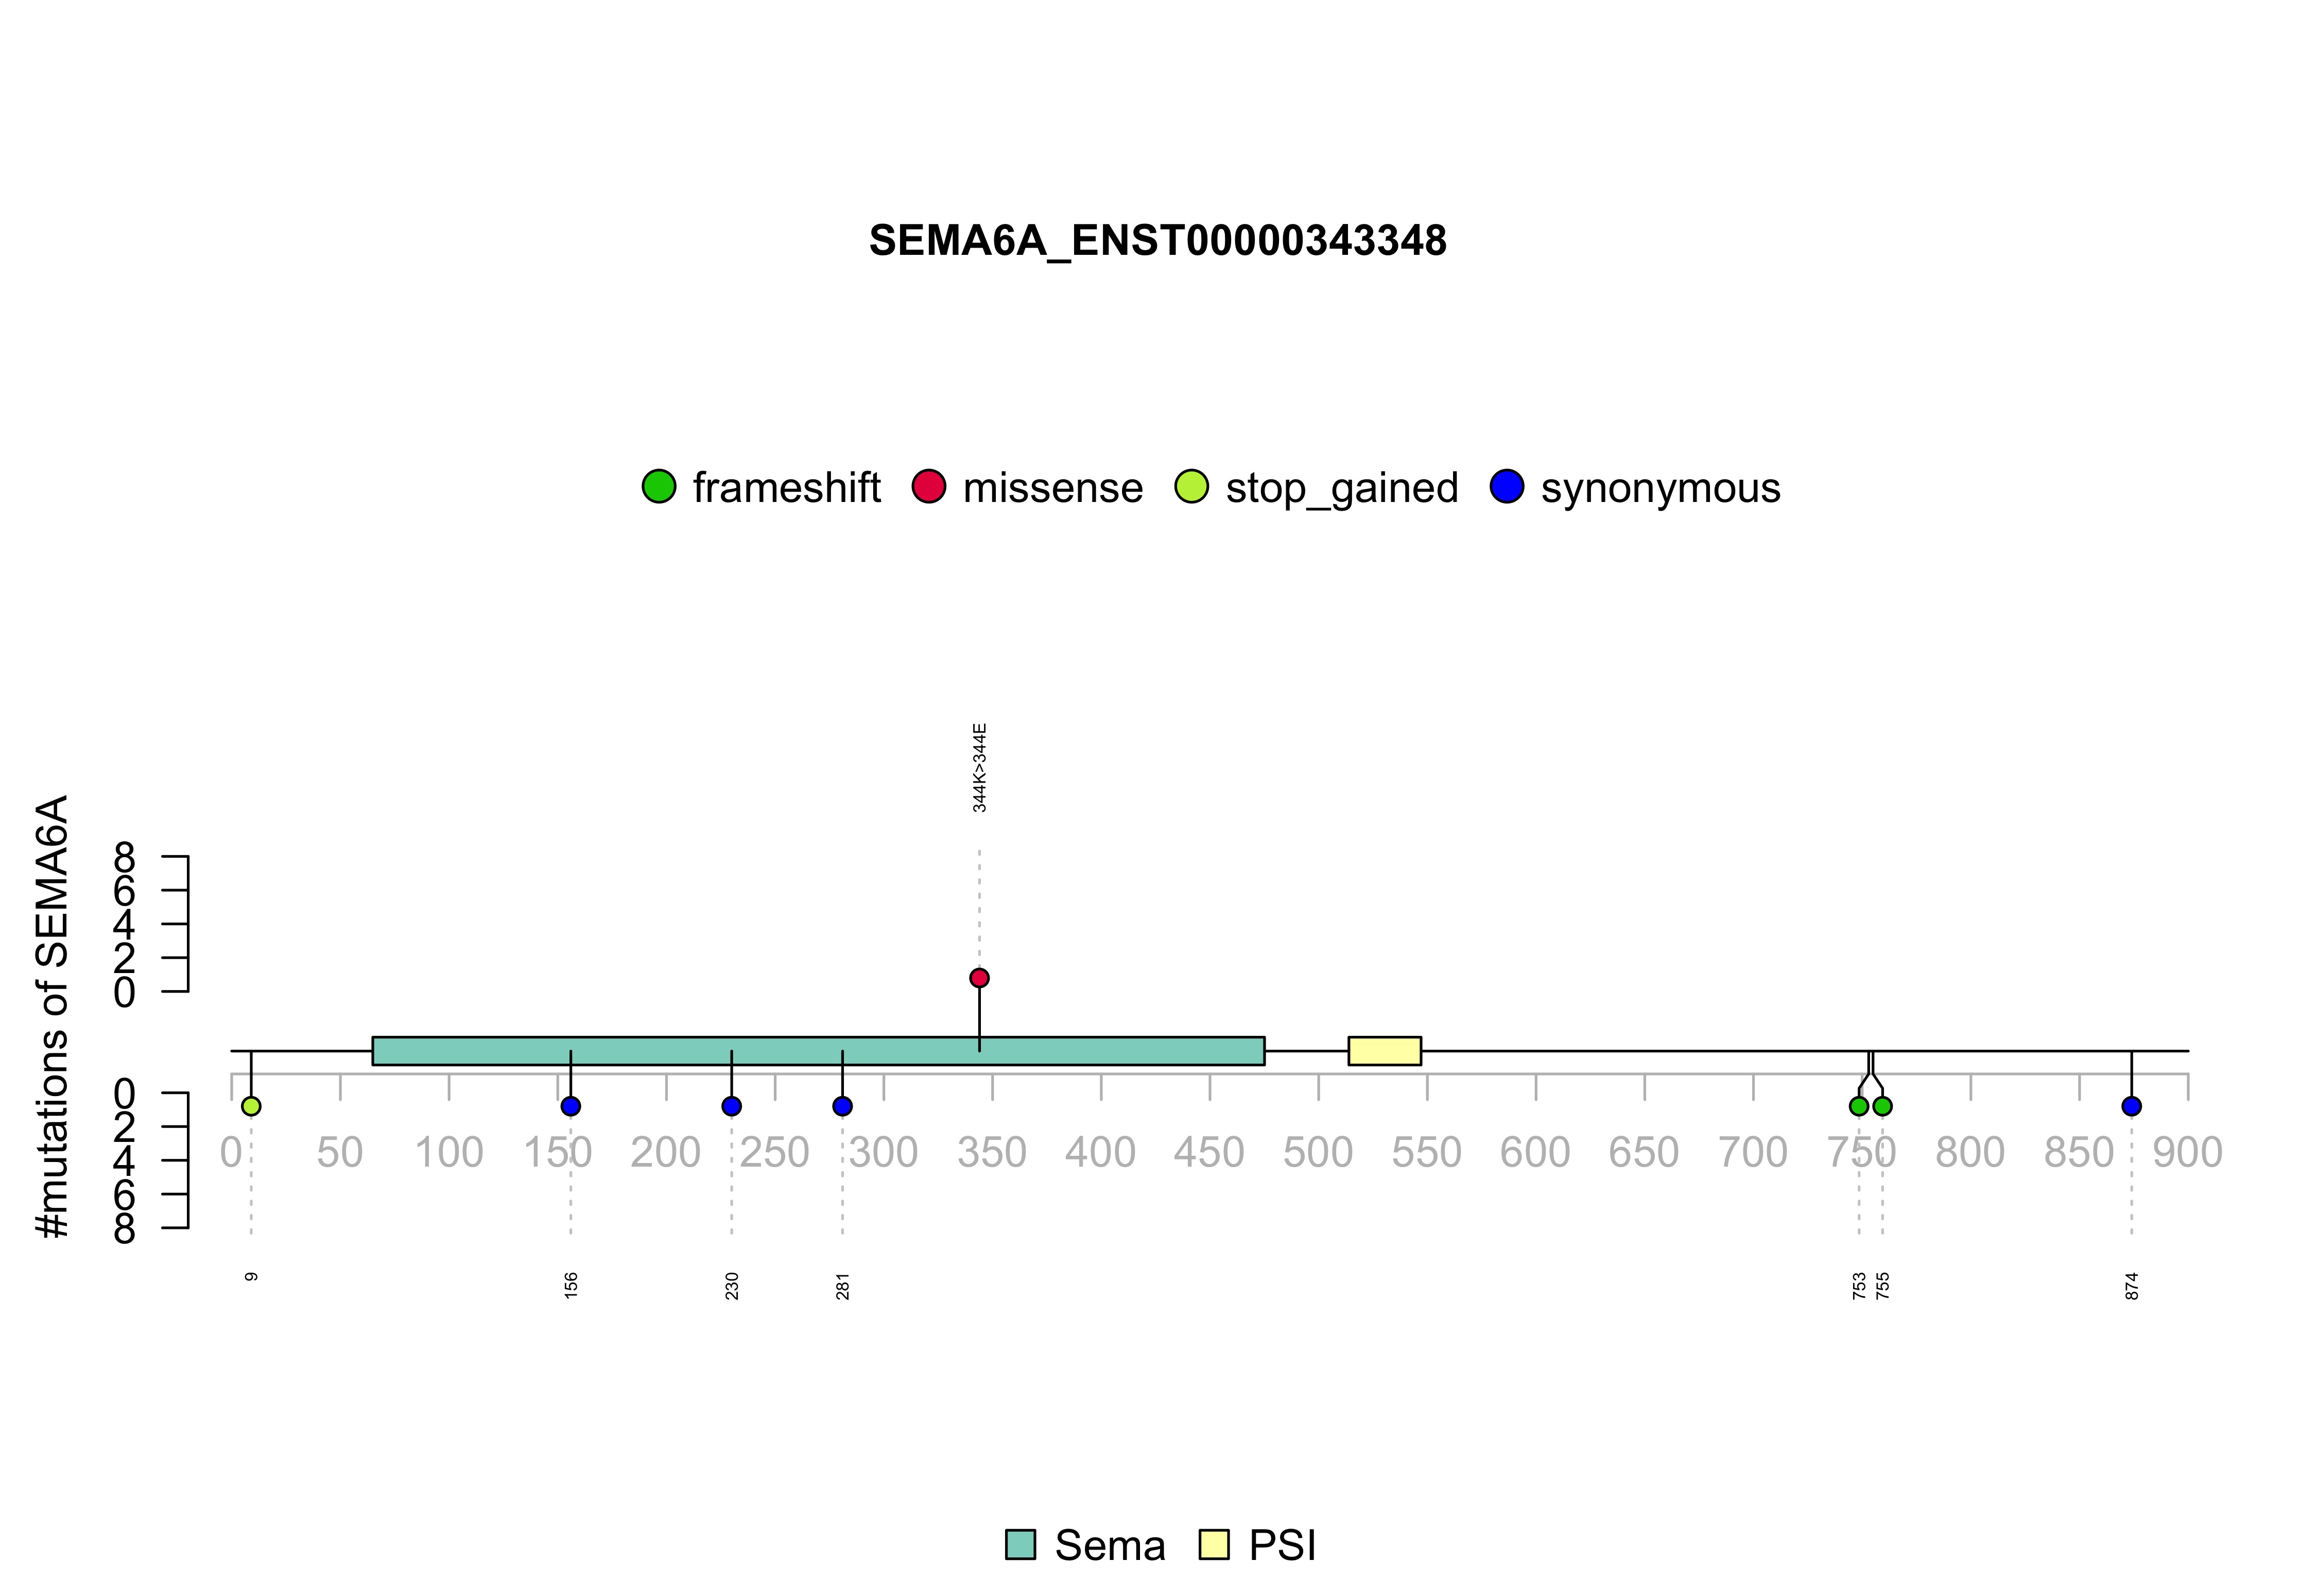 SEMA6A_ENST00000343348
frameshift missense stop_gained synonymous
344K>344E
#mutations of SEMA6A
8
6
4
2
0
0
2
4
6
8
0 50 100 150 200 250 300 350 400 450 500 550 600 650 700 750 800 850 900
9 156 230 281 753 755 874
Sema PSI